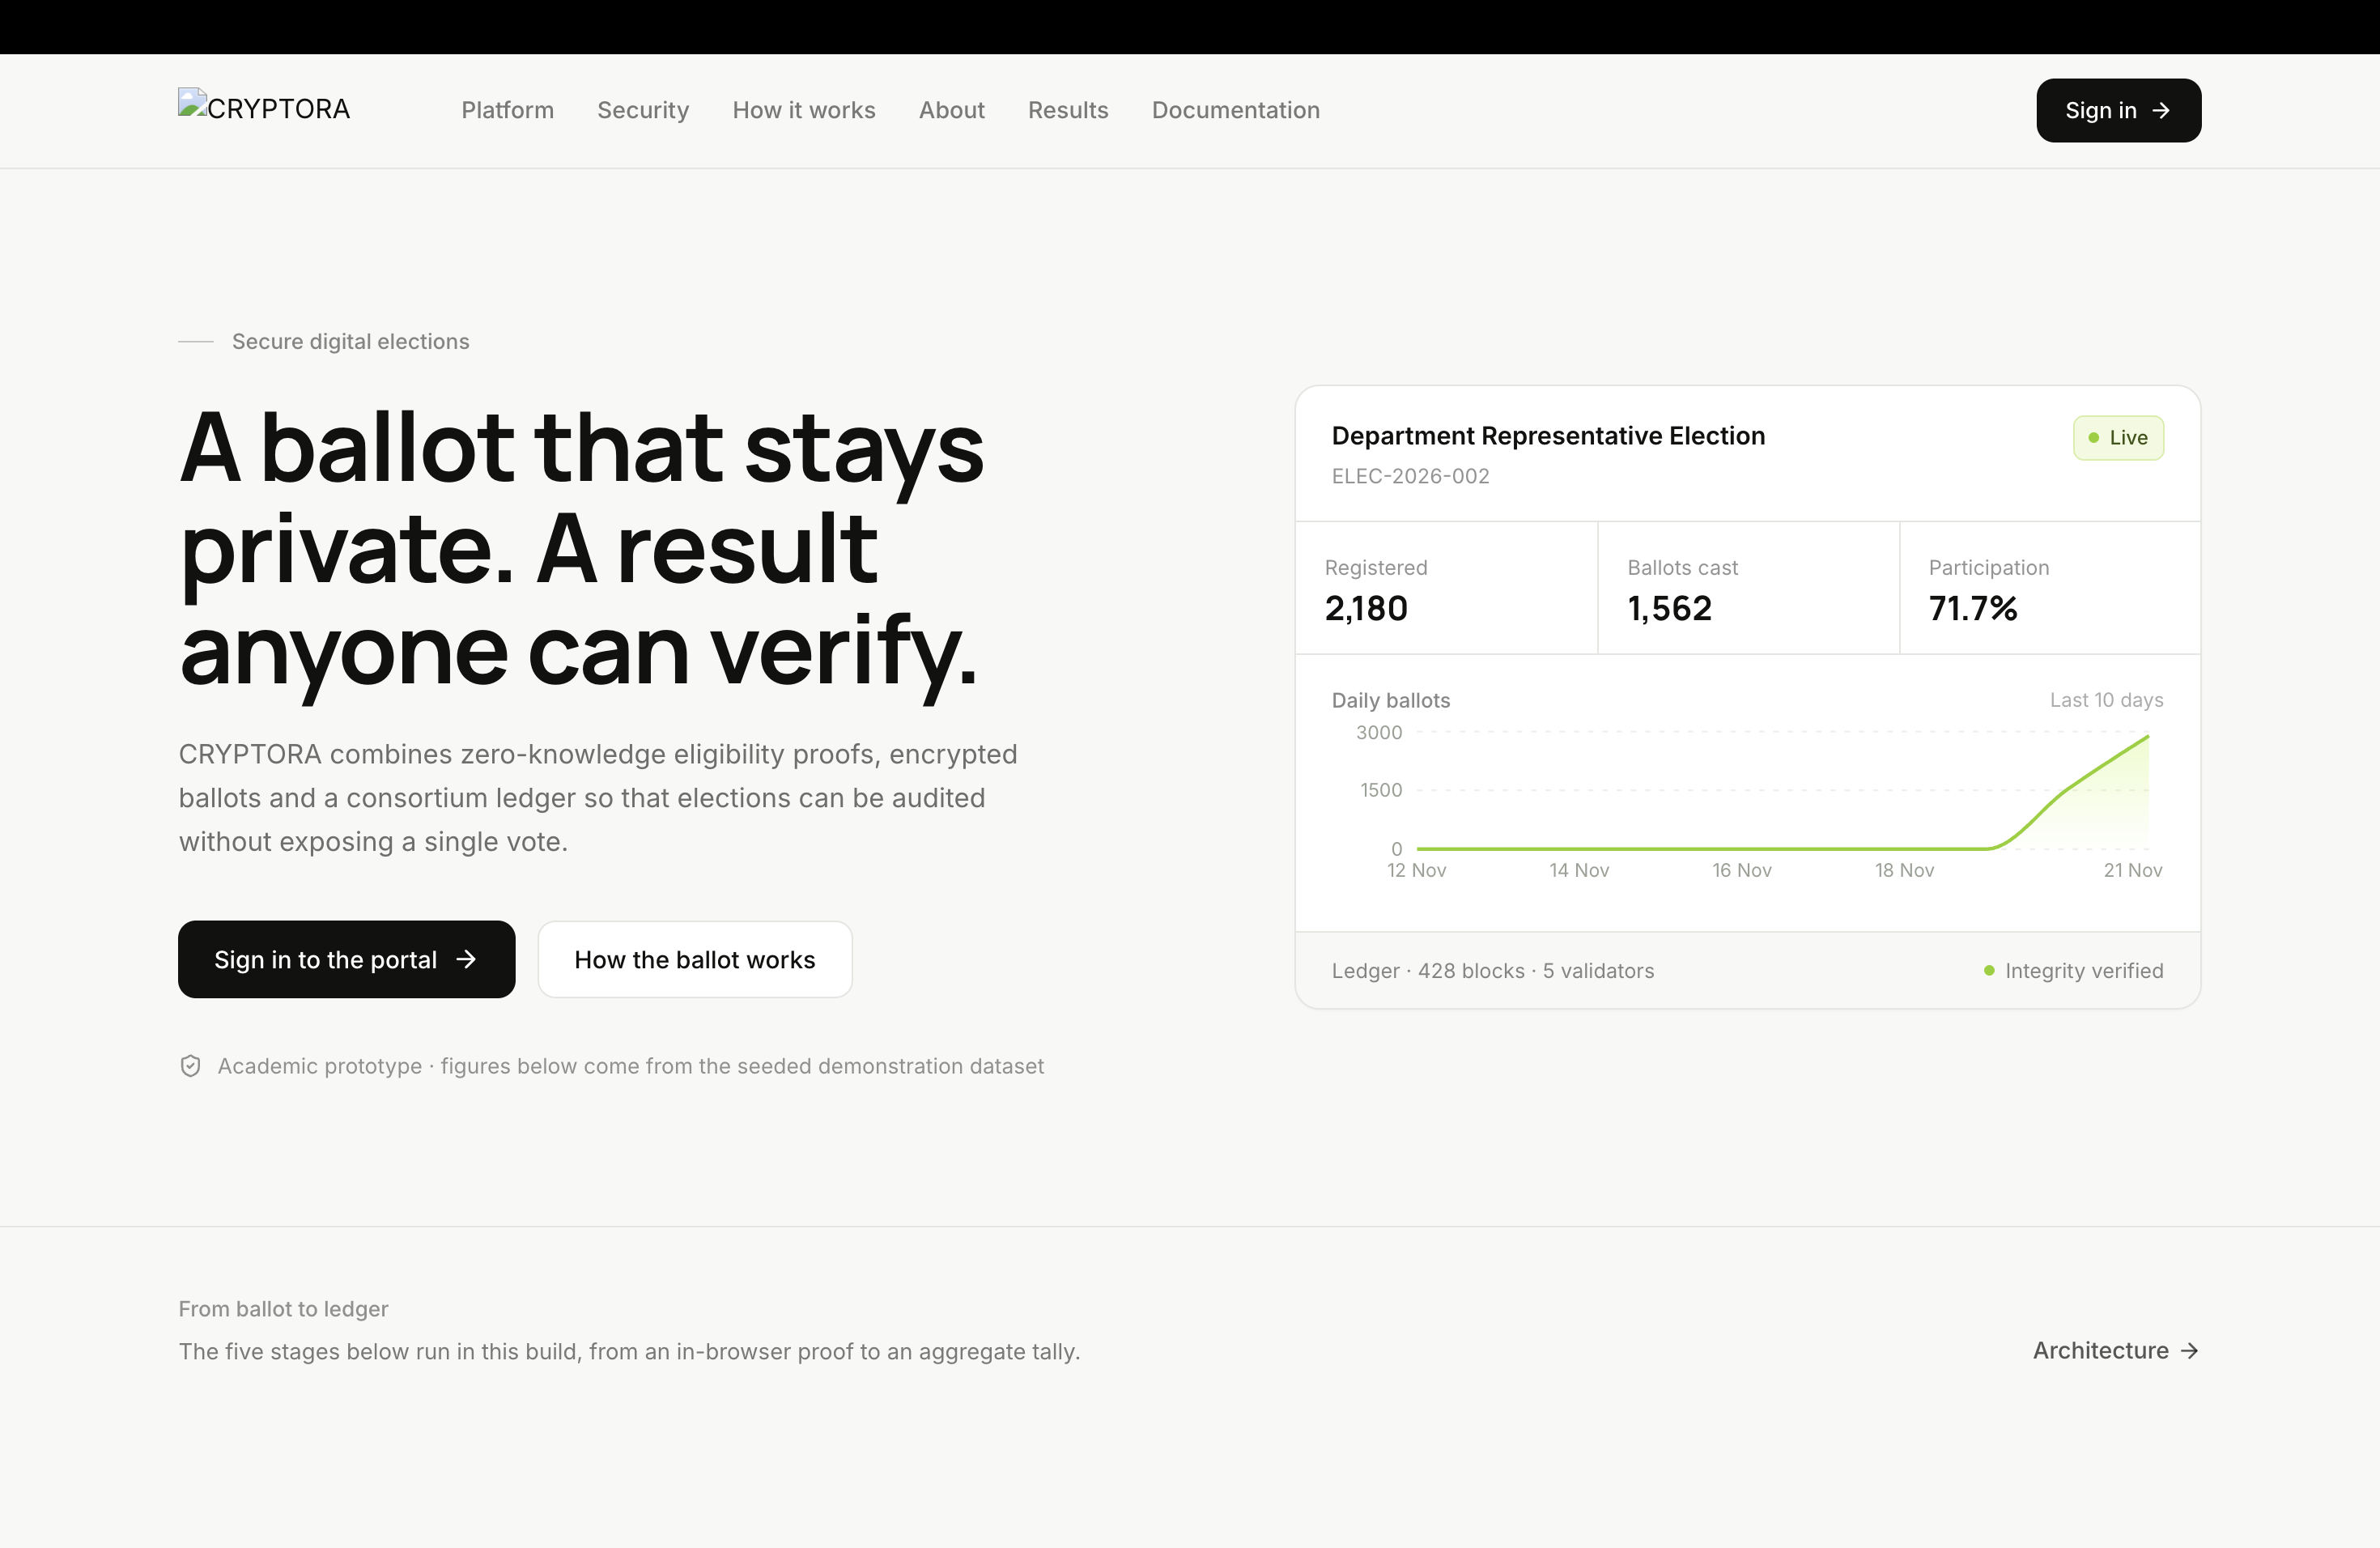 CRYPTORA
Platform
Security
How it works
About
Results
Documentation
Sign in
Secure digital elections
A ballot that stays
private. A result
anyone can verify.
CRYPTORA combines zero-knowledge eligibility proofs, encrypted
ballots and a consortium ledger so that elections can be audited
without exposing a single vote.
Sign in to the portal
How the ballot works
Academic prototype · figures below come from the seeded demonstration dataset
Department Representative Election
Live
ELEC-2026-002
Registered
2,180
Ballots cast
1,562
Participation
71.7%
Daily ballots
Last 10 days
3000
1500
0
12 Nov
14 Nov
16 Nov
18 Nov
21 Nov
Ledger · 428 blocks · 5 validators
Integrity verified
From ballot to ledger
The five stages below run in this build, from an in-browser proof to an aggregate tally.
Architecture